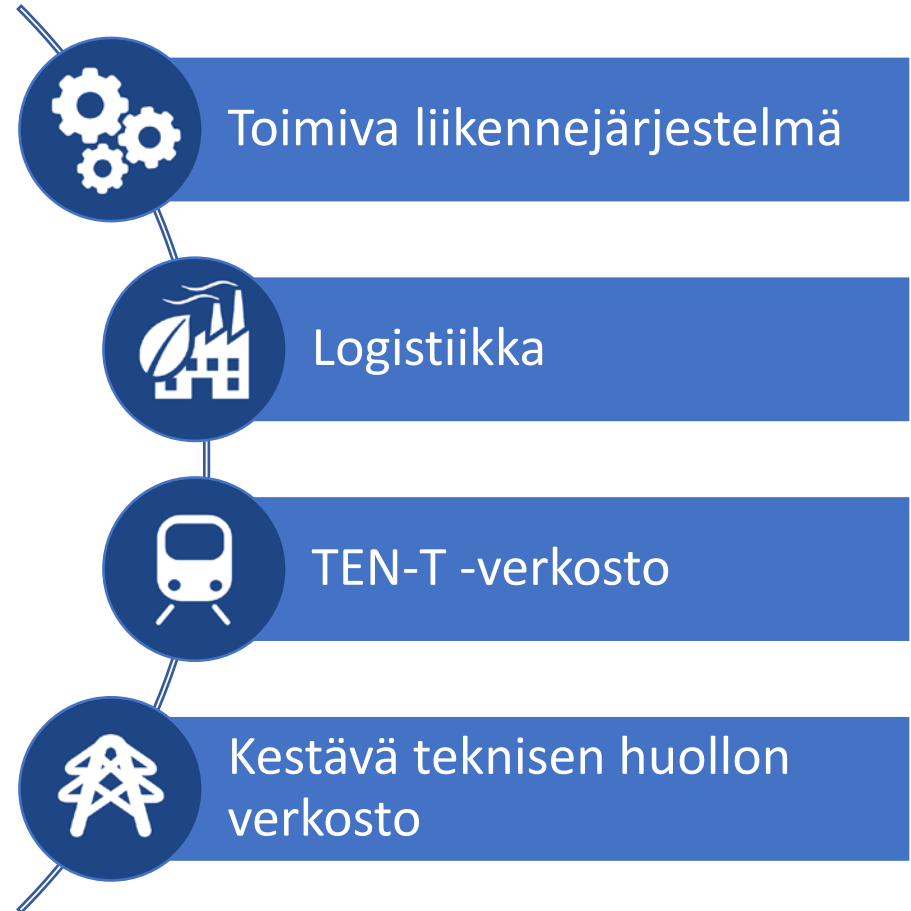 Toimiva liikennejärjestelmä
Logistiikka
TEN-T -verkosto
Kestävä teknisen huollon
verkosto